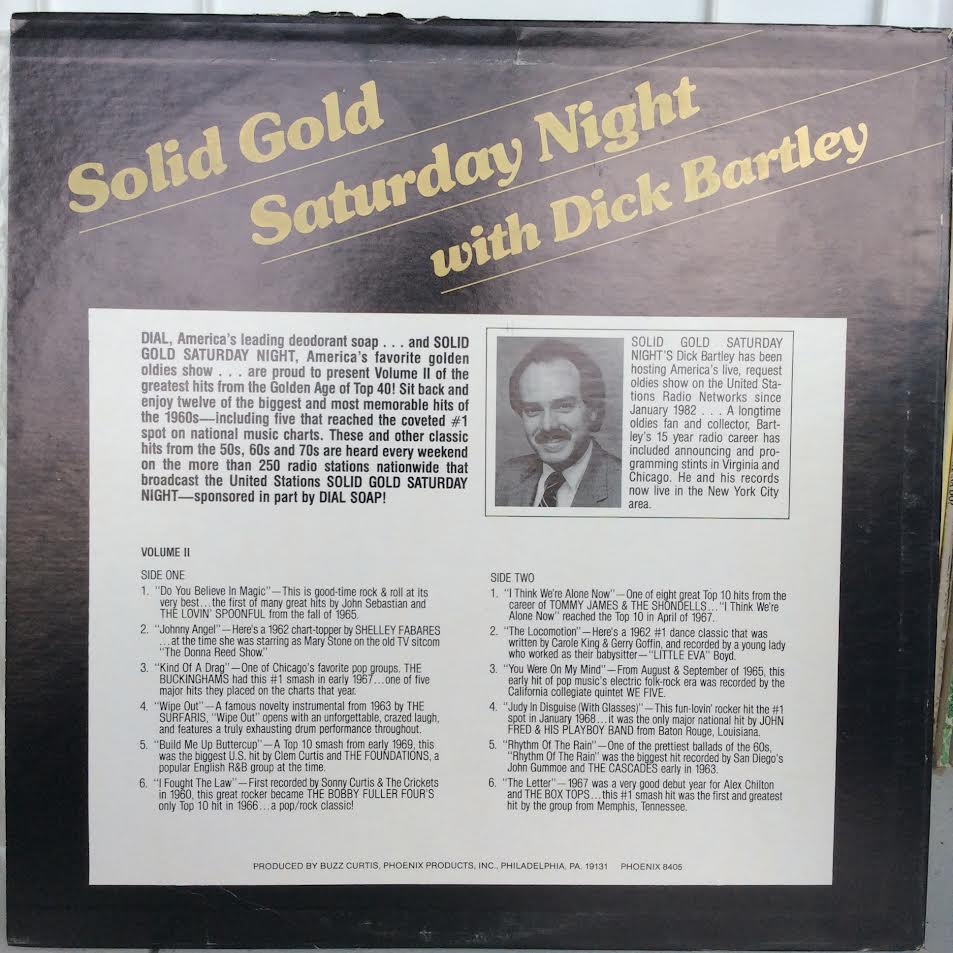 Solid Gold
Saturday Night
with Dick Bartley
DIAL, America's leading deodorant soap . . . and SOLID
GOLD SATURDAY NIGHT, America's favorite golden
oldies show . . . are proud to present Volume II of the
greatest hits from the Golden Age of Top 40! Sit back and
enjoy twelve of the biggest and most memorable hits of
the 1960s—including five that reached the coveted #1
spot on national music charts. These and other classic
hits from the 50s, 60s and 70s are heard every weekend
on the more than 250 radio stations nationwide that
broadcast the United Stations SOLID GOLD SATURDAY
NIGHT—sponsored in part by DIAL SOAP!
SOLID GOLD SATURDAY
NIGHT'S Dick Bartley has been
hosting America's live, request
oldies show on the United Sta-
tions Radio Networks since
January 1982 . . . A longtime
oldies fan and collector, Bart-
ley's 15 year radio career has
included announcing and pro-
gramming stints in Virginia and
Chicago. He and his records
now live in the New York City
area.
VOLUME II
SIDE ONE
1. "Do You Believe In Magic"—This is good-time rock & roll at its
very best...the first of many great hits by John Sebastian and
THE LOVIN' SPOONFUL from the fall of 1965.
2. "Johnny Angel"—Here's a 1962 chart-topper by SHELLEY FABARES
...at the time she was starring as Mary Stone on the old TV sitcom
"The Donna Reed Show."
3. "Kind Of A Drag"—One of Chicago's favorite pop groups. THE
BUCKINGHAMS had this #1 smash in early 1967...one of five
major hits they placed on the charts that year.
4. "Wipe Out"—A famous novelty instrumental from 1963 by THE
SURFARIS, "Wipe Out" opens with an unforgettable, crazed laugh,
and features a truly exhausting drum performance throughout.
5. "Build Me Up Buttercup"—A Top 10 smash from early 1969, this
was the biggest U.S. hit by Clem Curtis and THE FOUNDATIONS, a
popular English R&B group at the time.
6. "I Fought The Law"—First recorded by Sonny Curtis & The Crickets
in 1960, this great rocker became THE BOBBY FULLER FOUR'S
only Top 10 hit in 1966...a pop/rock classic!
SIDE TWO
1. "I Think We're Alone Now"—One of eight great Top 10 hits from the
career of TOMMY JAMES & THE SHONDELLS..."I Think We're
Alone Now" reached the Top 10 in April of 1967.
2. "The Locomotion"—Here's a 1962 #1 dance classic that was
written by Carole King & Gerry Goffin, and recorded by a young lady
who worked as their babysitter—"LITTLE EVA" Boyd.
3. "You Were On My Mind"—From August & September of 1965, this
early hit of pop music's electric folk-rock era was recorded by the
California collegiate quintet WE FIVE.
4. "Judy In Disguise (With Glasses)"—This fun-lovin' rocker hit the #1
spot in January 1968...it was the only major national hit by JOHN
FRED & HIS PLAYBOY BAND from Baton Rouge, Louisiana.
5. "Rhythm Of The Rain"—One of the prettiest ballads of the 60s,
"Rhythm Of The Rain" was the biggest hit recorded by San Diego's
John Gummoe and THE CASCADES early in 1963.
6. "The Letter"—1967 was a very good debut year for Alex Chilton
and THE BOX TOPS...this #1 smash hit was the first and greatest
hit by the group from Memphis, Tennessee.
PRODUCED BY BUZZ CURTIS, PHOENIX PRODUCTS, INC., PHILADELPHIA, PA. 19131 PHOENIX 8405